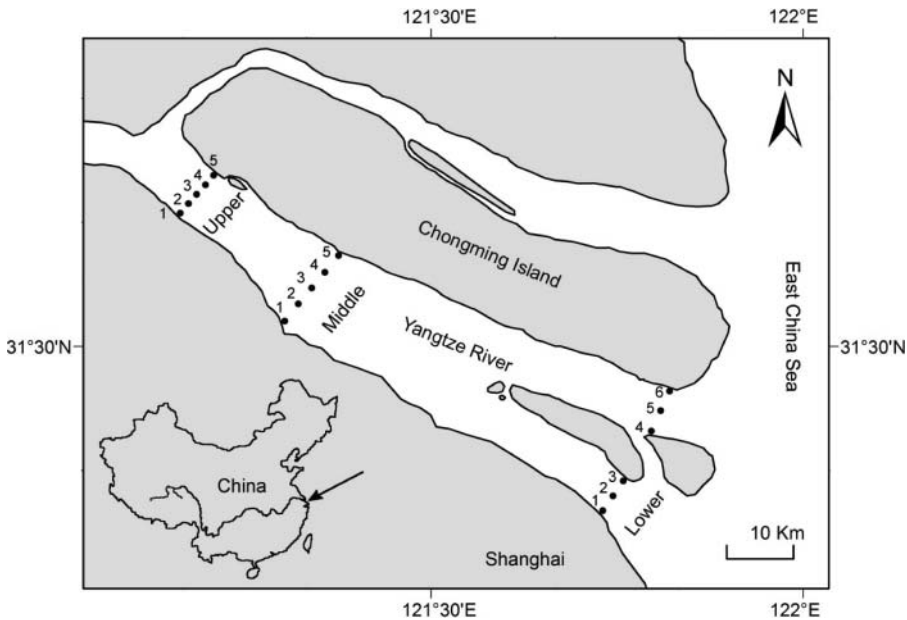 121°30'E
122°E
N
5
4
3
2
1
Upper
Chongming Island
5
4
3
2
1
Middle
East China Sea
Yangtze River
31°30'N
31°30'N
6
5
4
China
3
2
1
Lower
10 Km
Shanghai
121°30'E
122°E